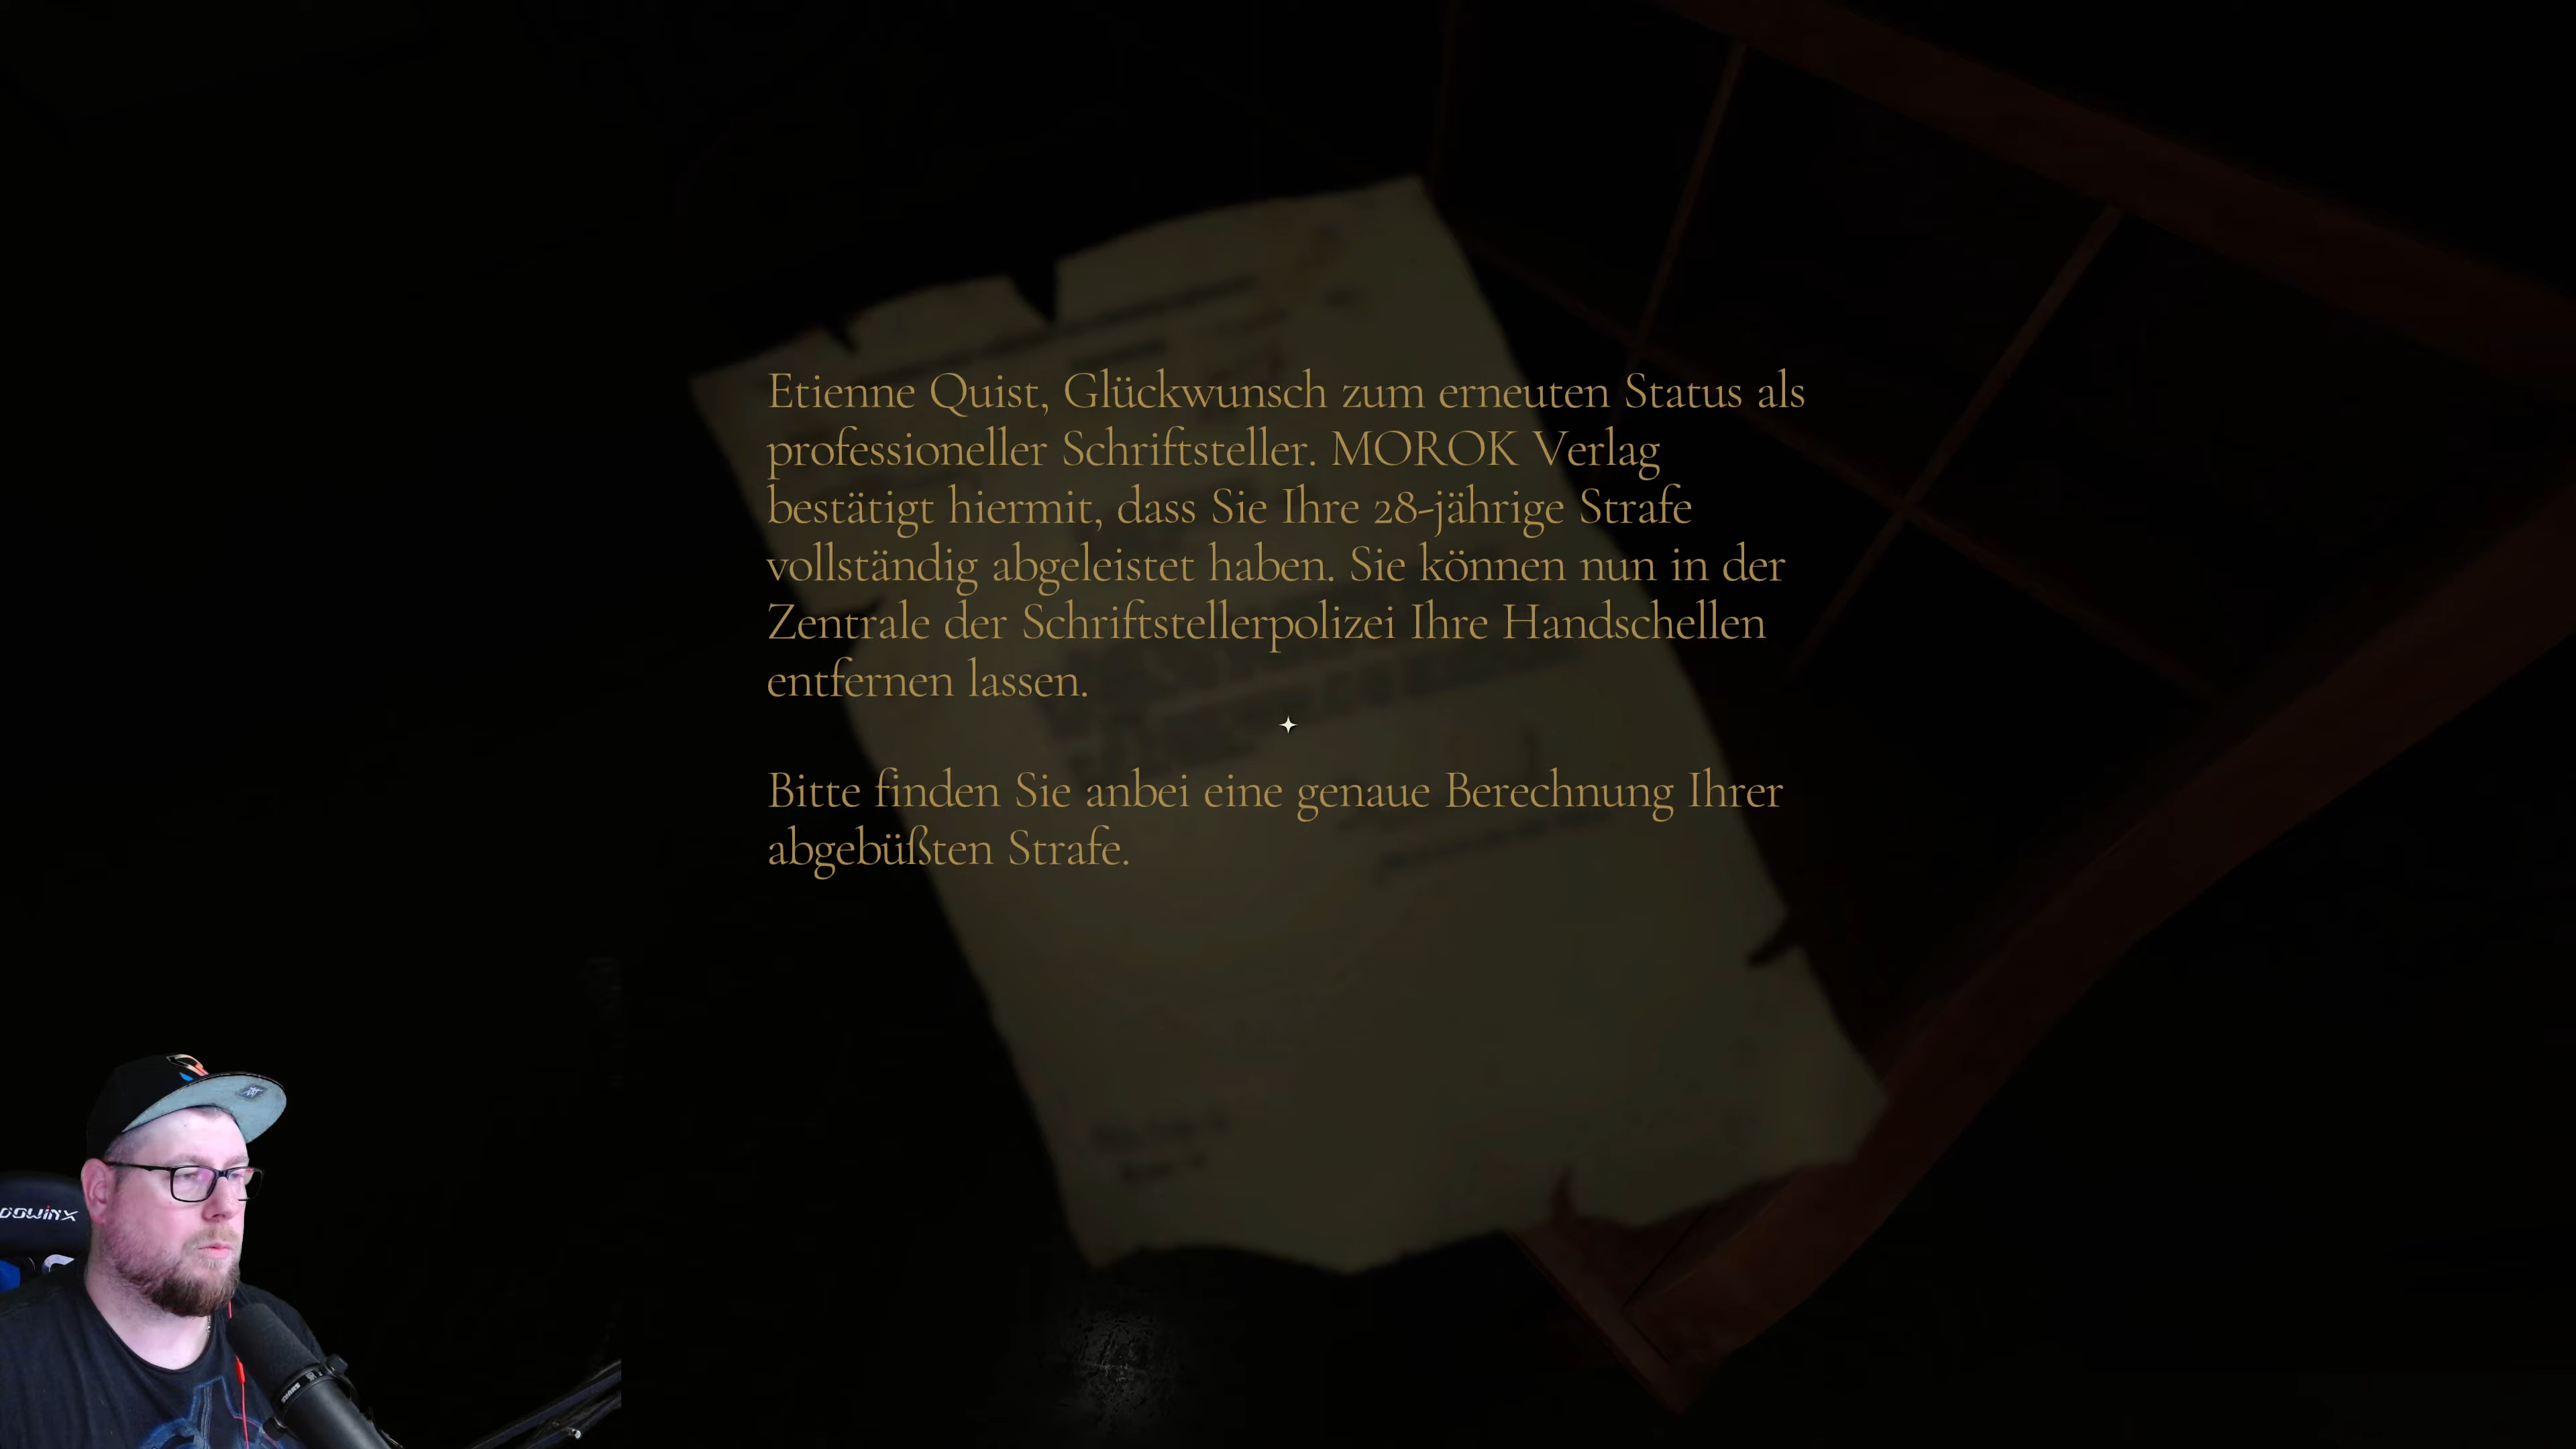 Etienne Quist, Glückwunsch zum erneuten Status als
professioneller Schriftsteller. MOROK Verlag
bestätigt hiermit, dass Sie Ihre 28-jährige Strafe
vollständig abgeleistet haben. Sie können nun in der
Zentrale der Schriftstellerpolizei Ihre Handschellen
entfernen lassen.
Bitte finden Sie anbei eine genaue Berechnung Ihrer
abgebüßten Strafe.